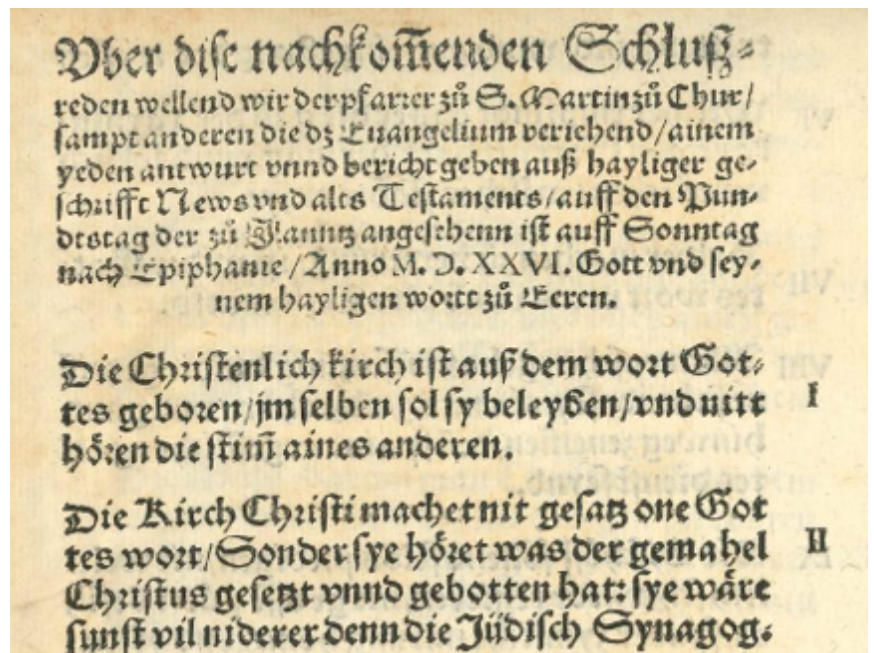 Vber dise nachkom̄enden Schluß-
reden wellend wir der pfarrer zů S. Martin zů Chur /
sampt anderen die dz Euangelium veriehend / ainem
yeden antwurt vnnd bericht geben auß hayliger ge-
schrifft News vnd alts Testaments / auff den Pun-
dtstag der zů Jlanntz angesehenn ist auff Sonntag
nach Epiphanie / Anno M. D. XXVI. Gott vnd sey-
nem hayligen wortt zů Eeren.
Die Christenlich kirch ist auß dem wort Got-
tes geboren / jm selben sol sy beleyben / vnd nitt I
hören die stim̄ aines anderen.
Die Kirch Christi machet nit gesatz one Got
tes wort / Sonder sye höret was der gemahel II
Christus gesetzt vnnd gebotten hat: sye wäre
sunst vil niderer denn die Jüdisch Synagog-